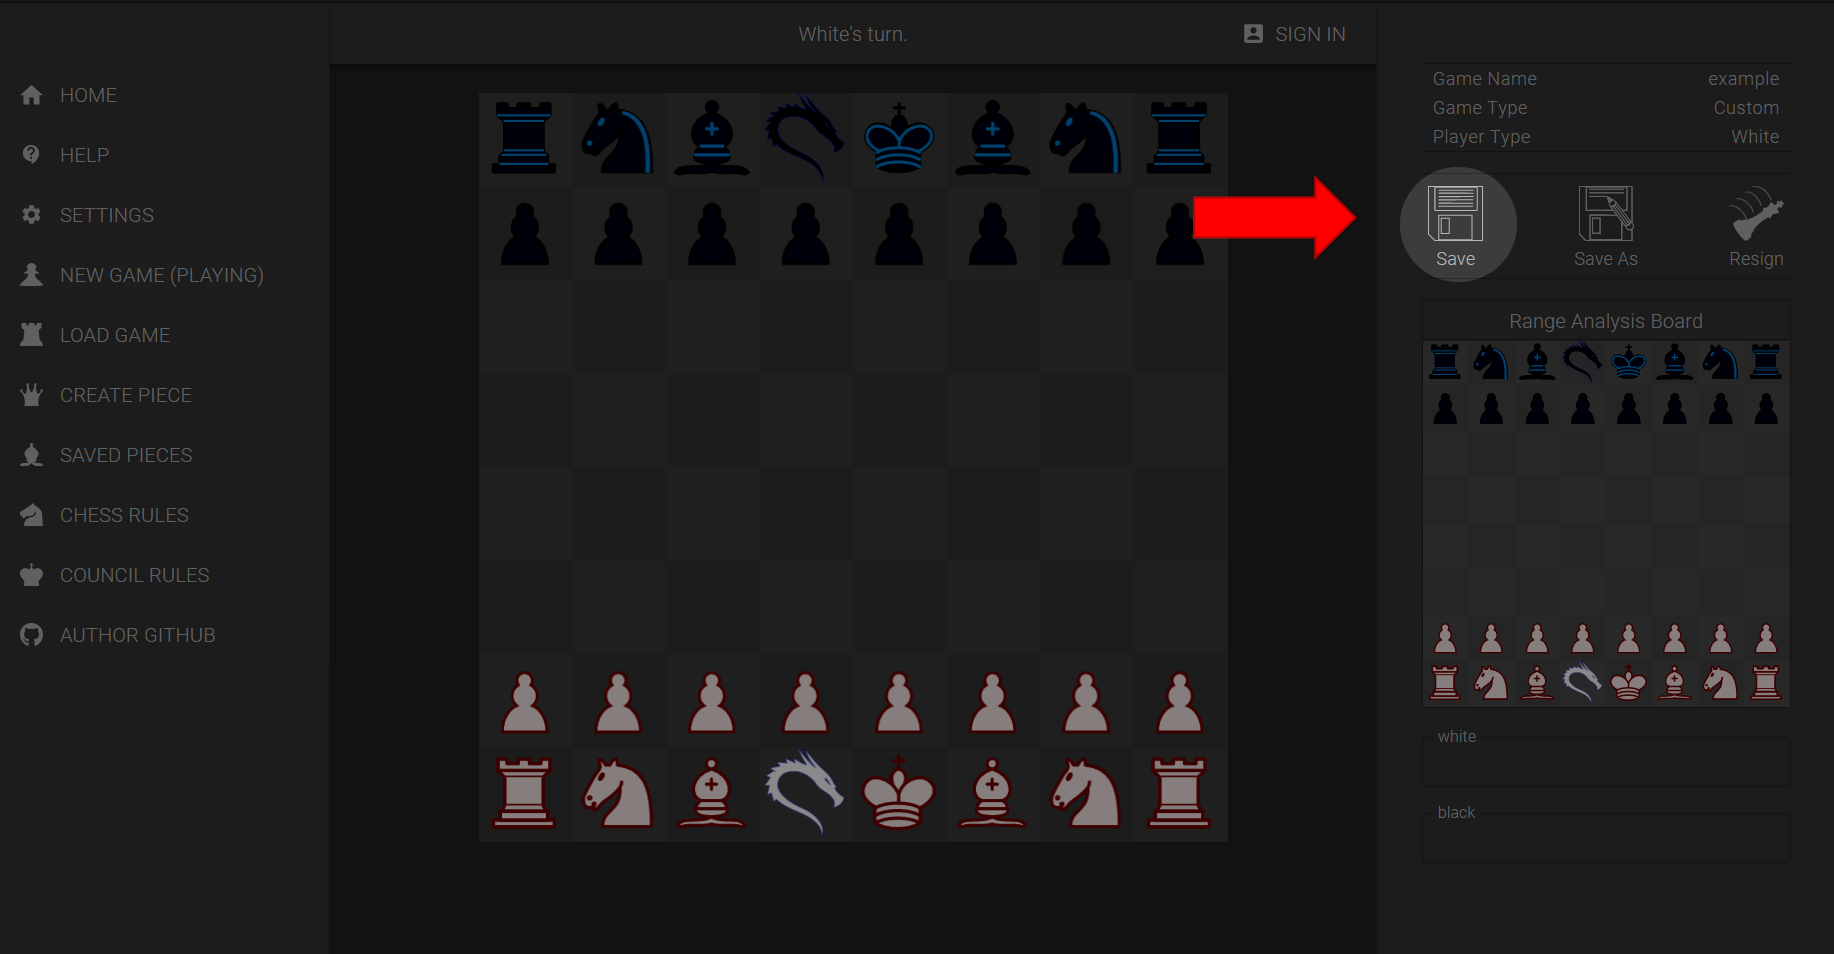 White's turn.
SIGN IN
HOME
HELP
SETTINGS
NEW GAME (PLAYING)
LOAD GAME
CREATE PIECE
SAVED PIECES
CHESS RULES
COUNCIL RULES
AUTHOR GITHUB
Game Name example
Game Type Custom
Player Type White
Save Save As Resign
Range Analysis Board
white
black